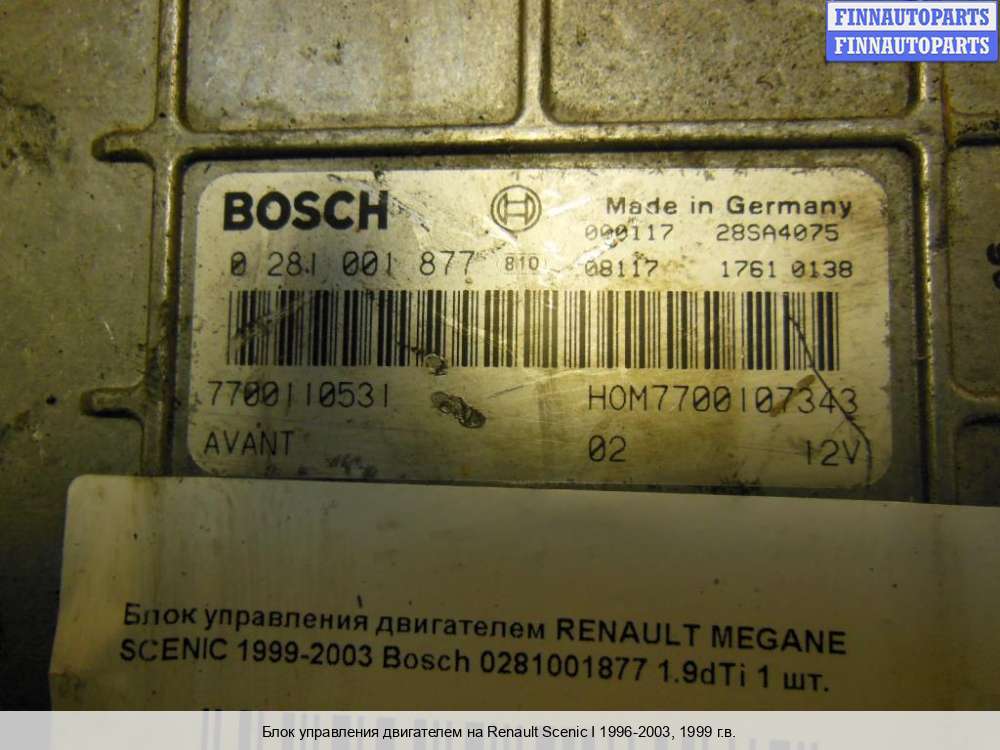 FINNAUTOPARTS
FINNAUTOPARTS
BOSCH Made in Germany
000117 28SA4075
0 281 001 877 810 08117 1761 0138
7700110531 HOM7700107343
AVANT 02 12V
Блок управления двигателем RENAULT MEGANE
SCENIC 1999-2003 Bosch 0281001877 1.9dTi 1 шт.
Блок управления двигателем на Renault Scenic I 1996-2003, 1999 г.в.